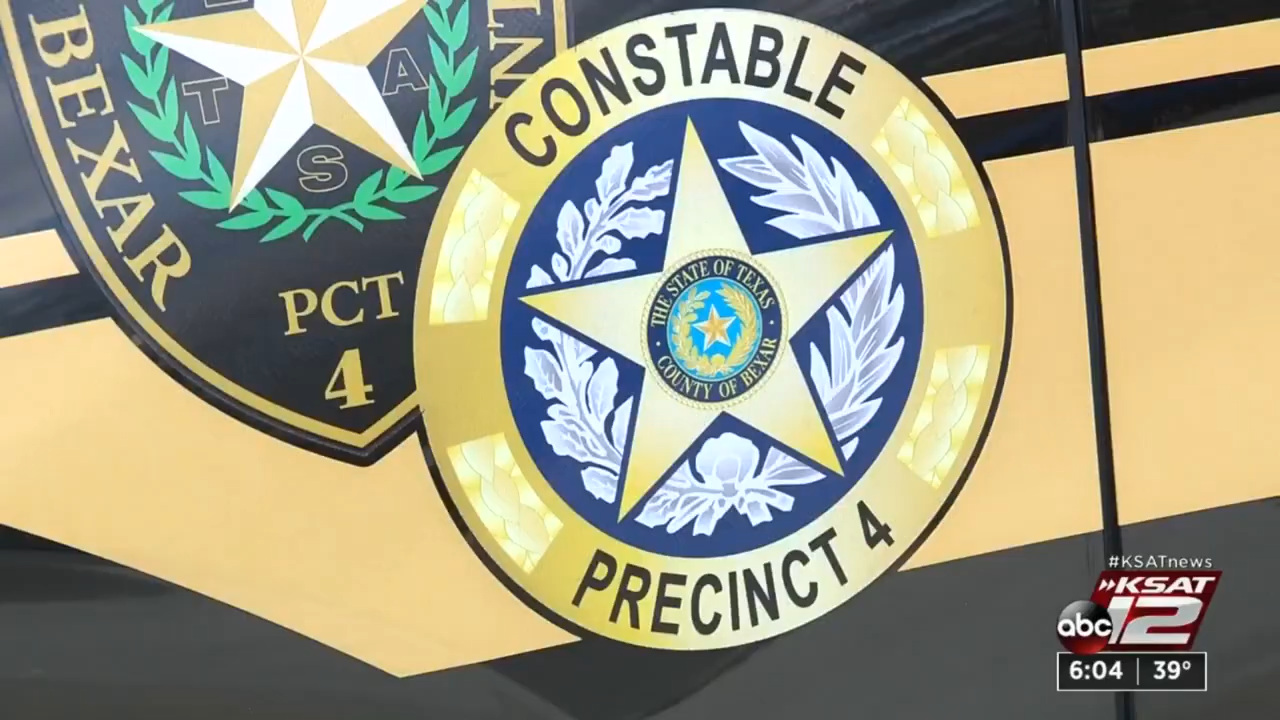 BEXAR
T
A
S
PCT
4
CONSTABLE
THE STATE OF TEXAS
COUNTY OF BEXAR
PRECINCT 4
#KSATnews
KSAT
abc 12
6:04 39°